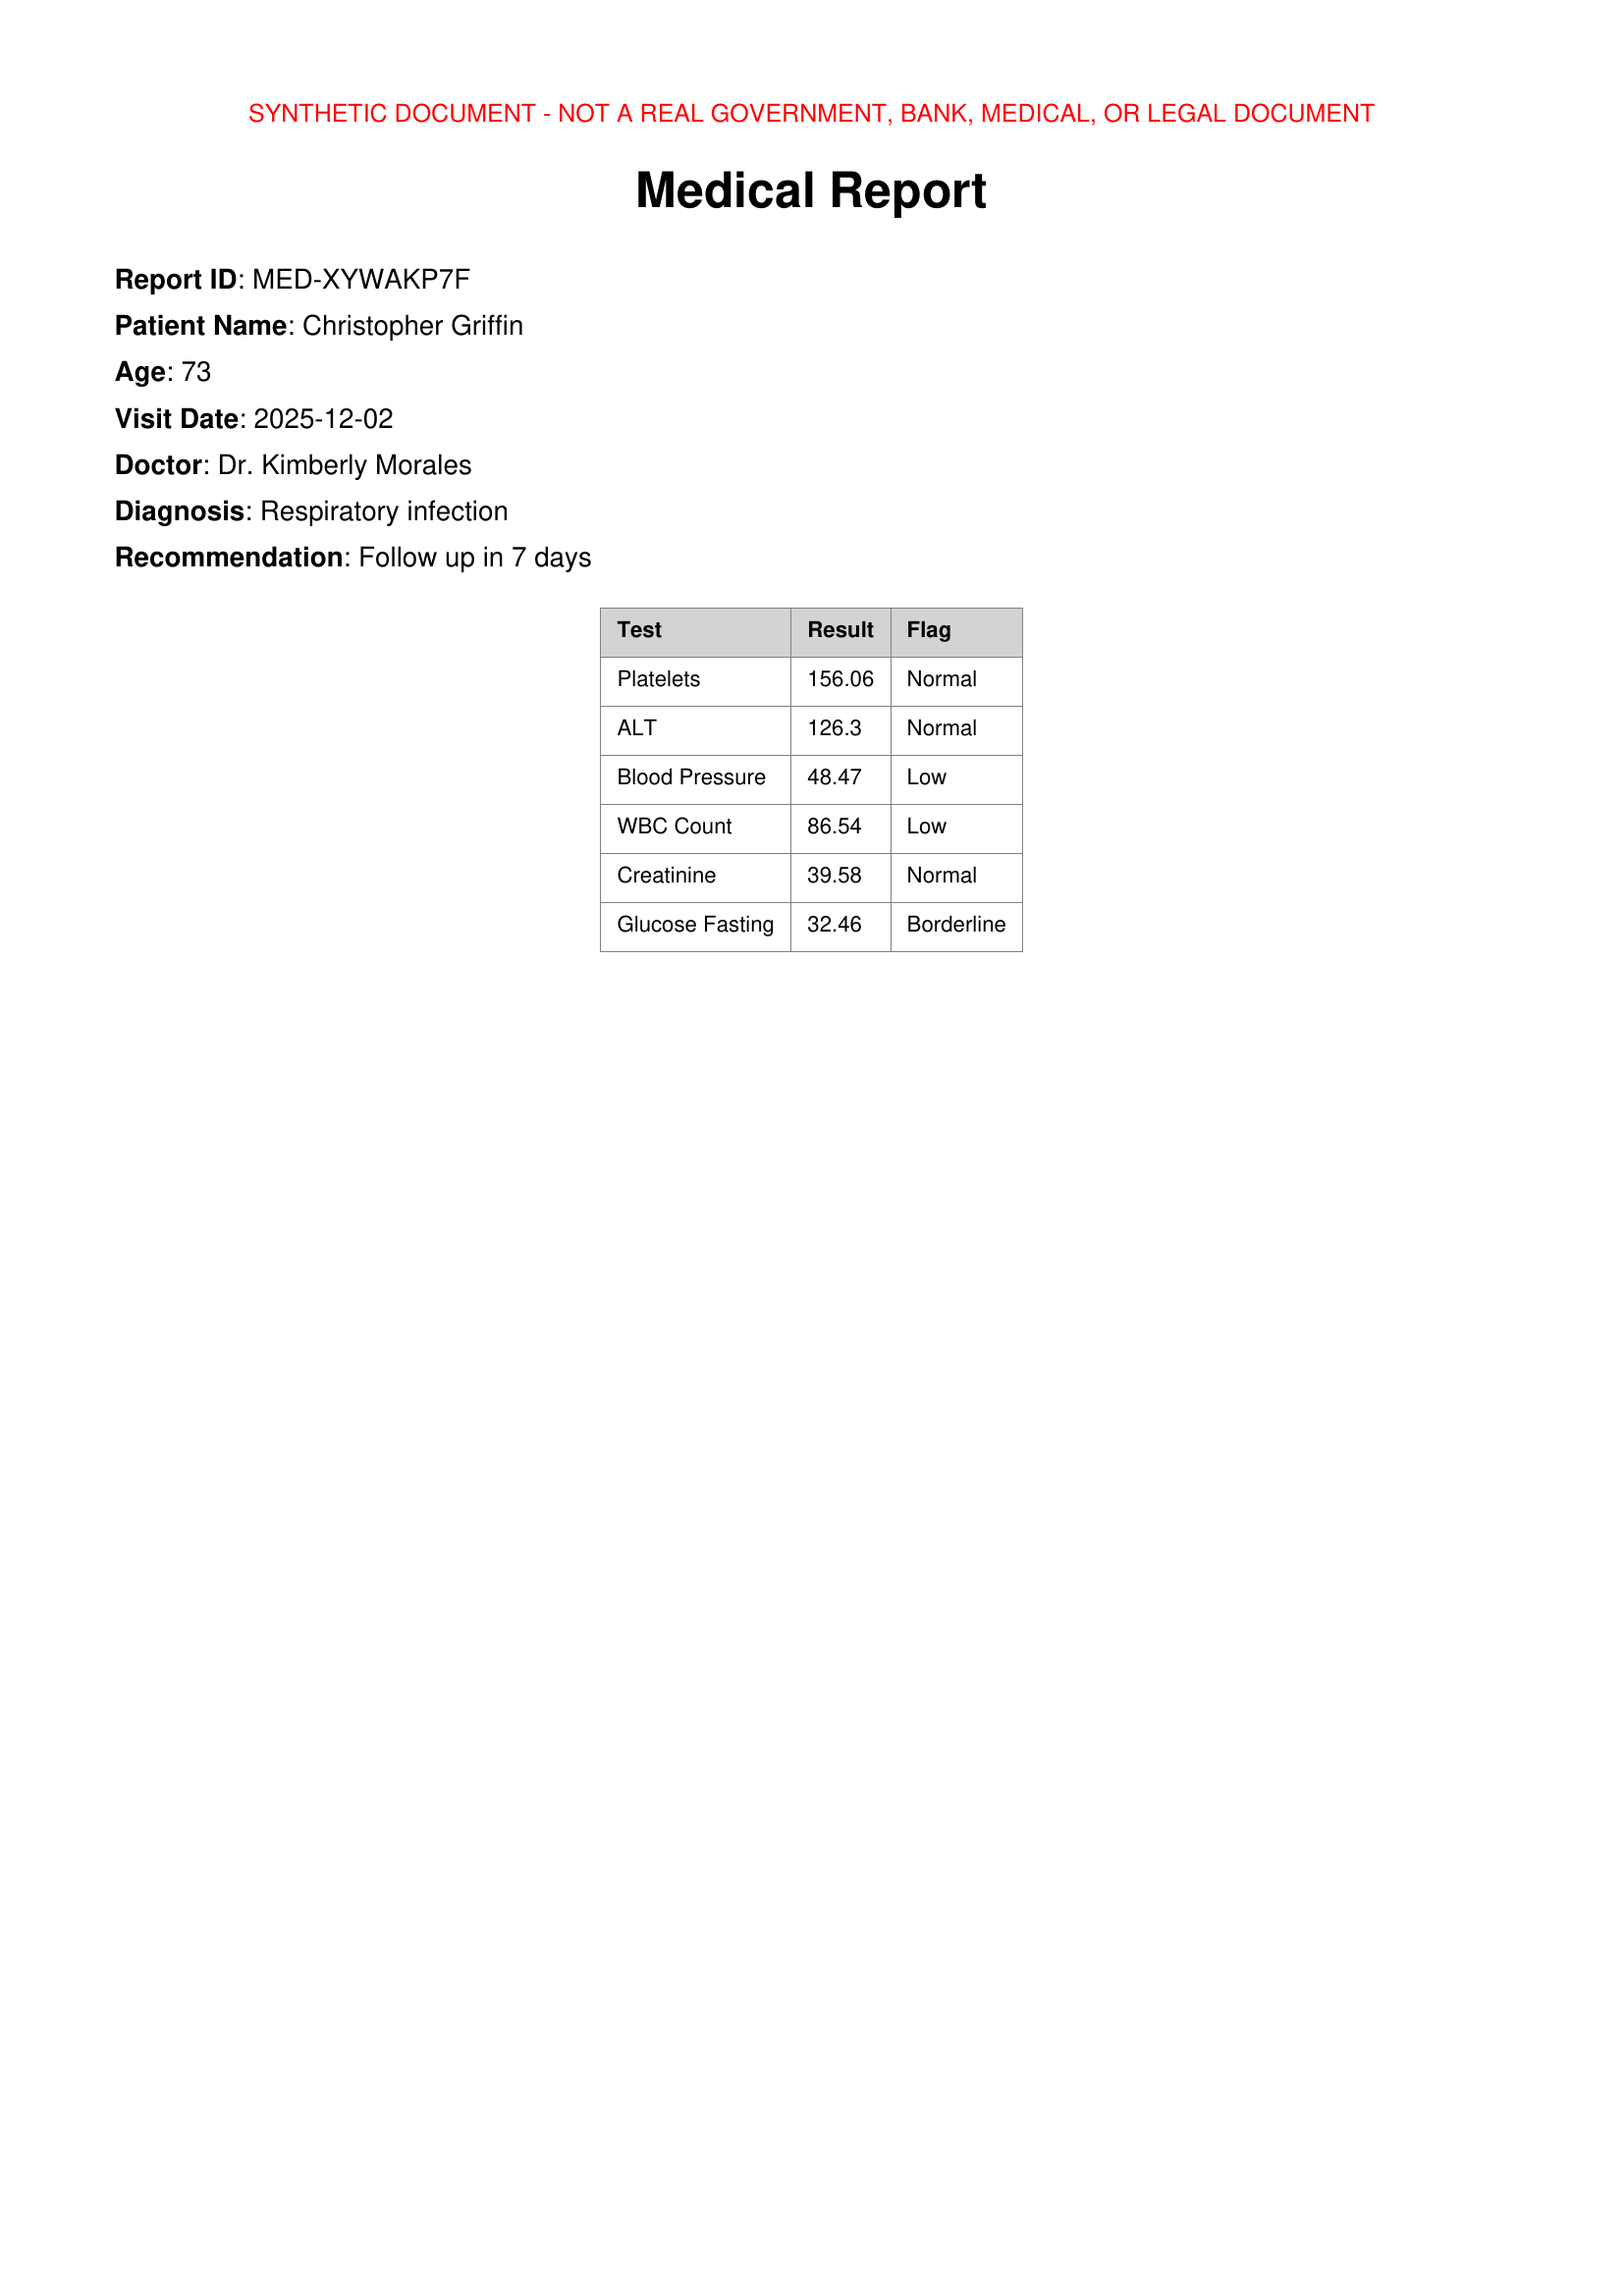 SYNTHETIC DOCUMENT - NOT A REAL GOVERNMENT, BANK, MEDICAL, OR LEGAL DOCUMENT
Medical Report
Report ID: MED-XYWAKP7F
Patient Name: Christopher Griffin
Age: 73
Visit Date: 2025-12-02
Doctor: Dr. Kimberly Morales
Diagnosis: Respiratory infection
Recommendation: Follow up in 7 days
Test Result Flag
Platelets 156.06 Normal
ALT 126.3 Normal
Blood Pressure 48.47 Low
WBC Count 86.54 Low
Creatinine 39.58 Normal
Glucose Fasting 32.46 Borderline